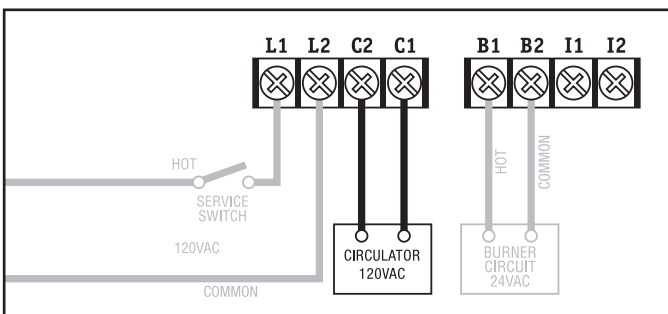 L1 L2 C2 C1 B1 B2 I1 I2
HOT
SERVICE
SWITCH
120VAC
COMMON
CIRCULATOR
120VAC
HOT
COMMON
BURNER
CIRCUIT
24VAC